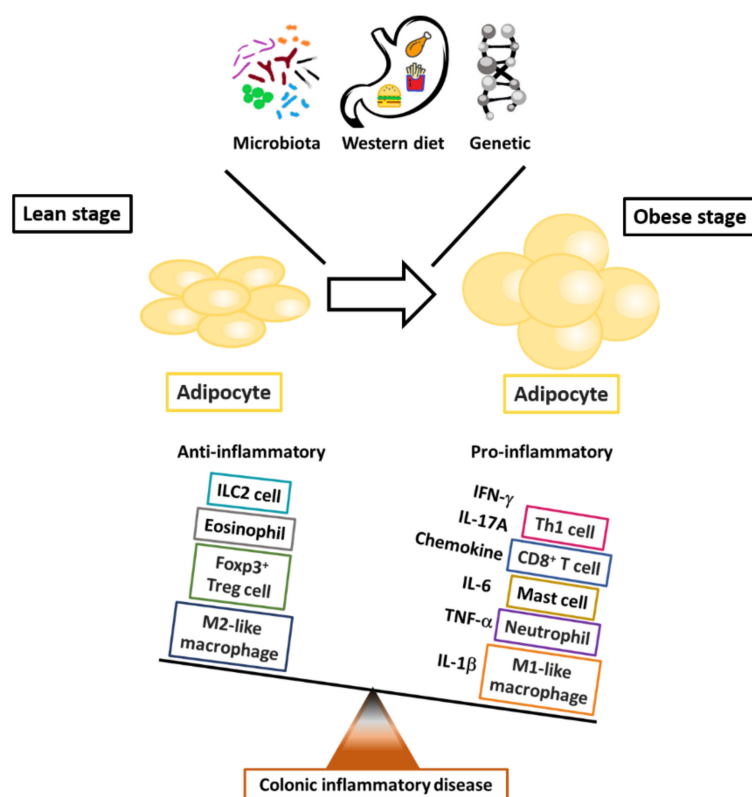 Microbiota
Western diet
Genetic
Lean stage
Obese stage
Adipocyte
Adipocyte
Anti-inflammatory
ILC2 cell
Eosinophil
Foxp3⁺
Treg cell
M2-like
macrophage
Pro-inflammatory
IFN-γ
IL-17A
Chemokine
IL-6
TNF-α
IL-1β
Th1 cell
CD8⁺ T cell
Mast cell
Neutrophil
M1-like
macrophage
Colonic inflammatory disease